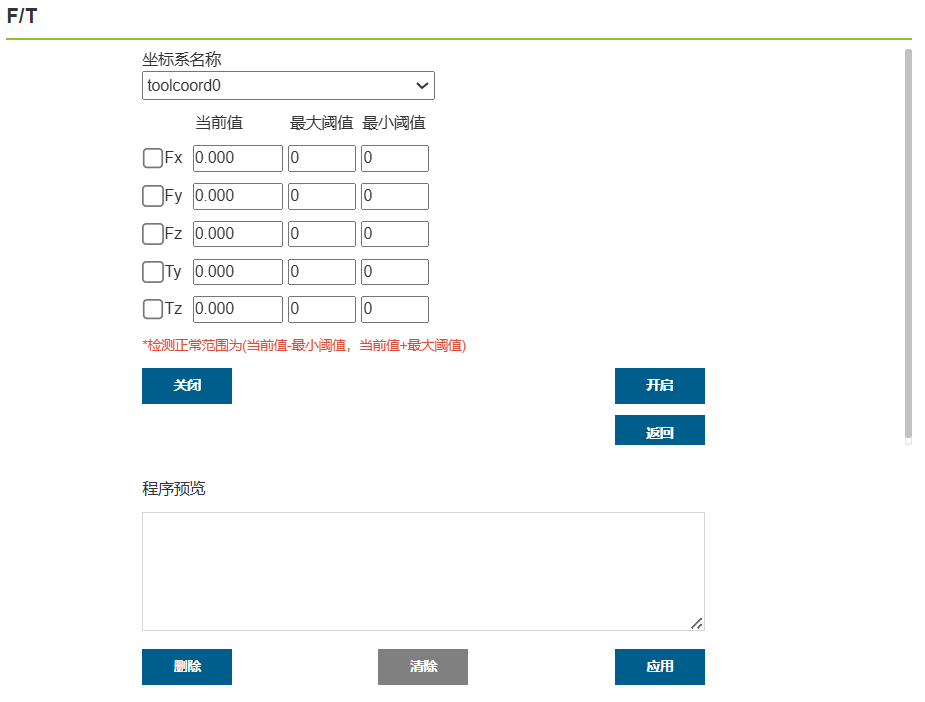 F/T
坐标系名称
toolcoord0
当前值 最大阈值 最小阈值
Fx 0.000 0 0
Fy 0.000 0 0
Fz 0.000 0 0
Ty 0.000 0 0
Tz 0.000 0 0
*检测正常范围为(当前值-最小阈值，当前值+最大阈值)
关闭 开启
返回
程序预览
删除 清除 应用